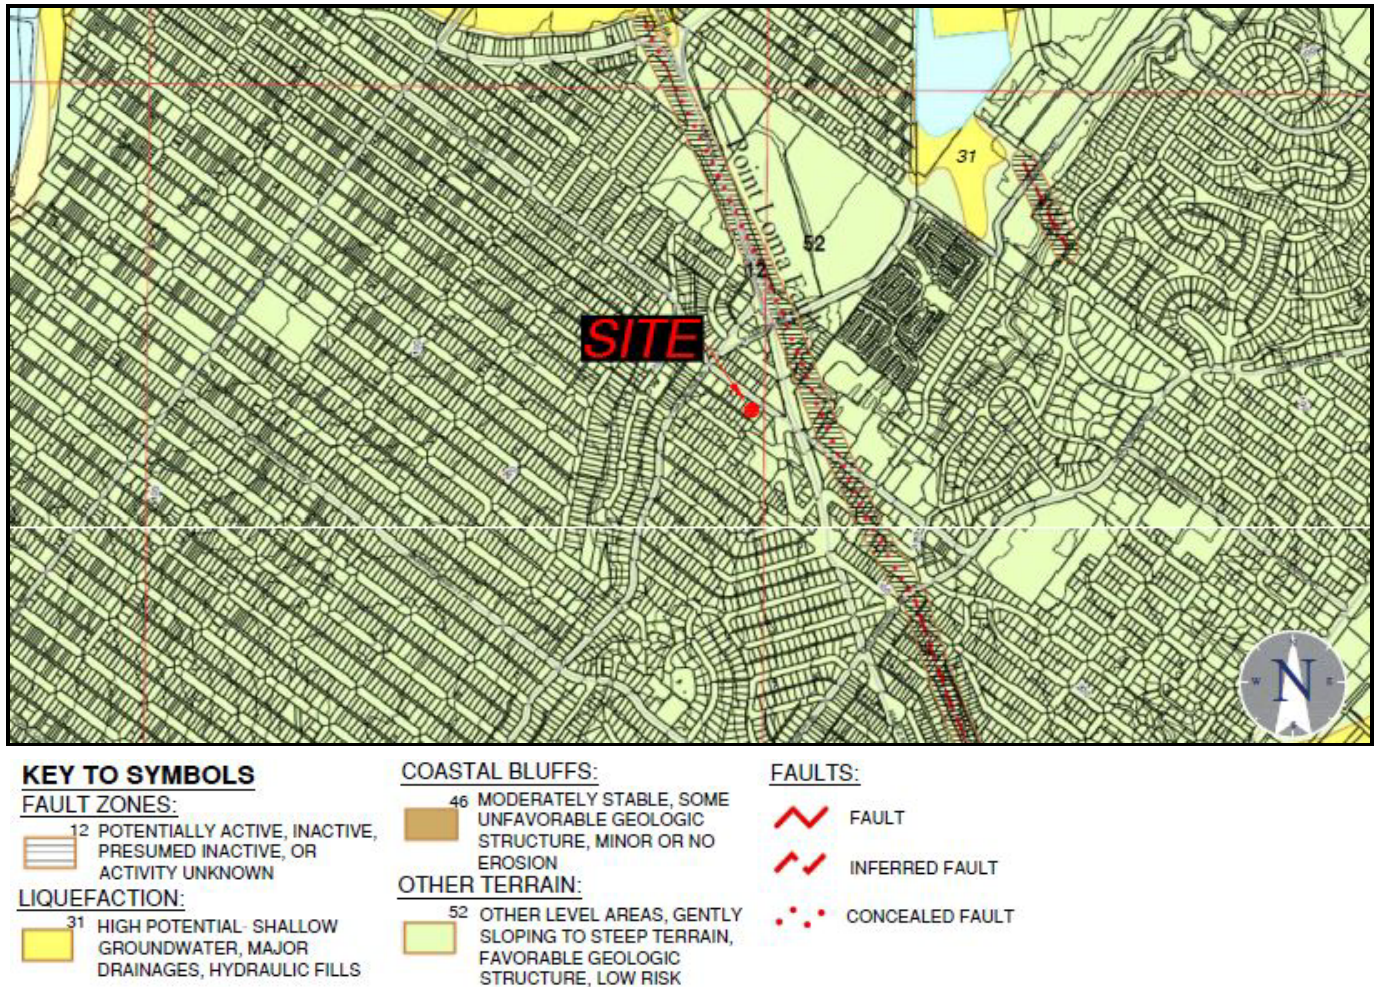 31
Point Loma F
52
12
SITE
N
W
E
N
KEY TO SYMBOLS
FAULT ZONES:
12 POTENTIALLY ACTIVE, INACTIVE,
PRESUMED INACTIVE, OR
ACTIVITY UNKNOWN
LIQUEFACTION:
31 HIGH POTENTIAL- SHALLOW
GROUNDWATER, MAJOR
DRAINAGES, HYDRAULIC FILLS
COASTAL BLUFFS:
46 MODERATELY STABLE, SOME
UNFAVORABLE GEOLOGIC
STRUCTURE, MINOR OR NO
EROSION
OTHER TERRAIN:
52 OTHER LEVEL AREAS, GENTLY
SLOPING TO STEEP TERRAIN,
FAVORABLE GEOLOGIC
STRUCTURE, LOW RISK
FAULTS:
FAULT
INFERRED FAULT
CONCEALED FAULT